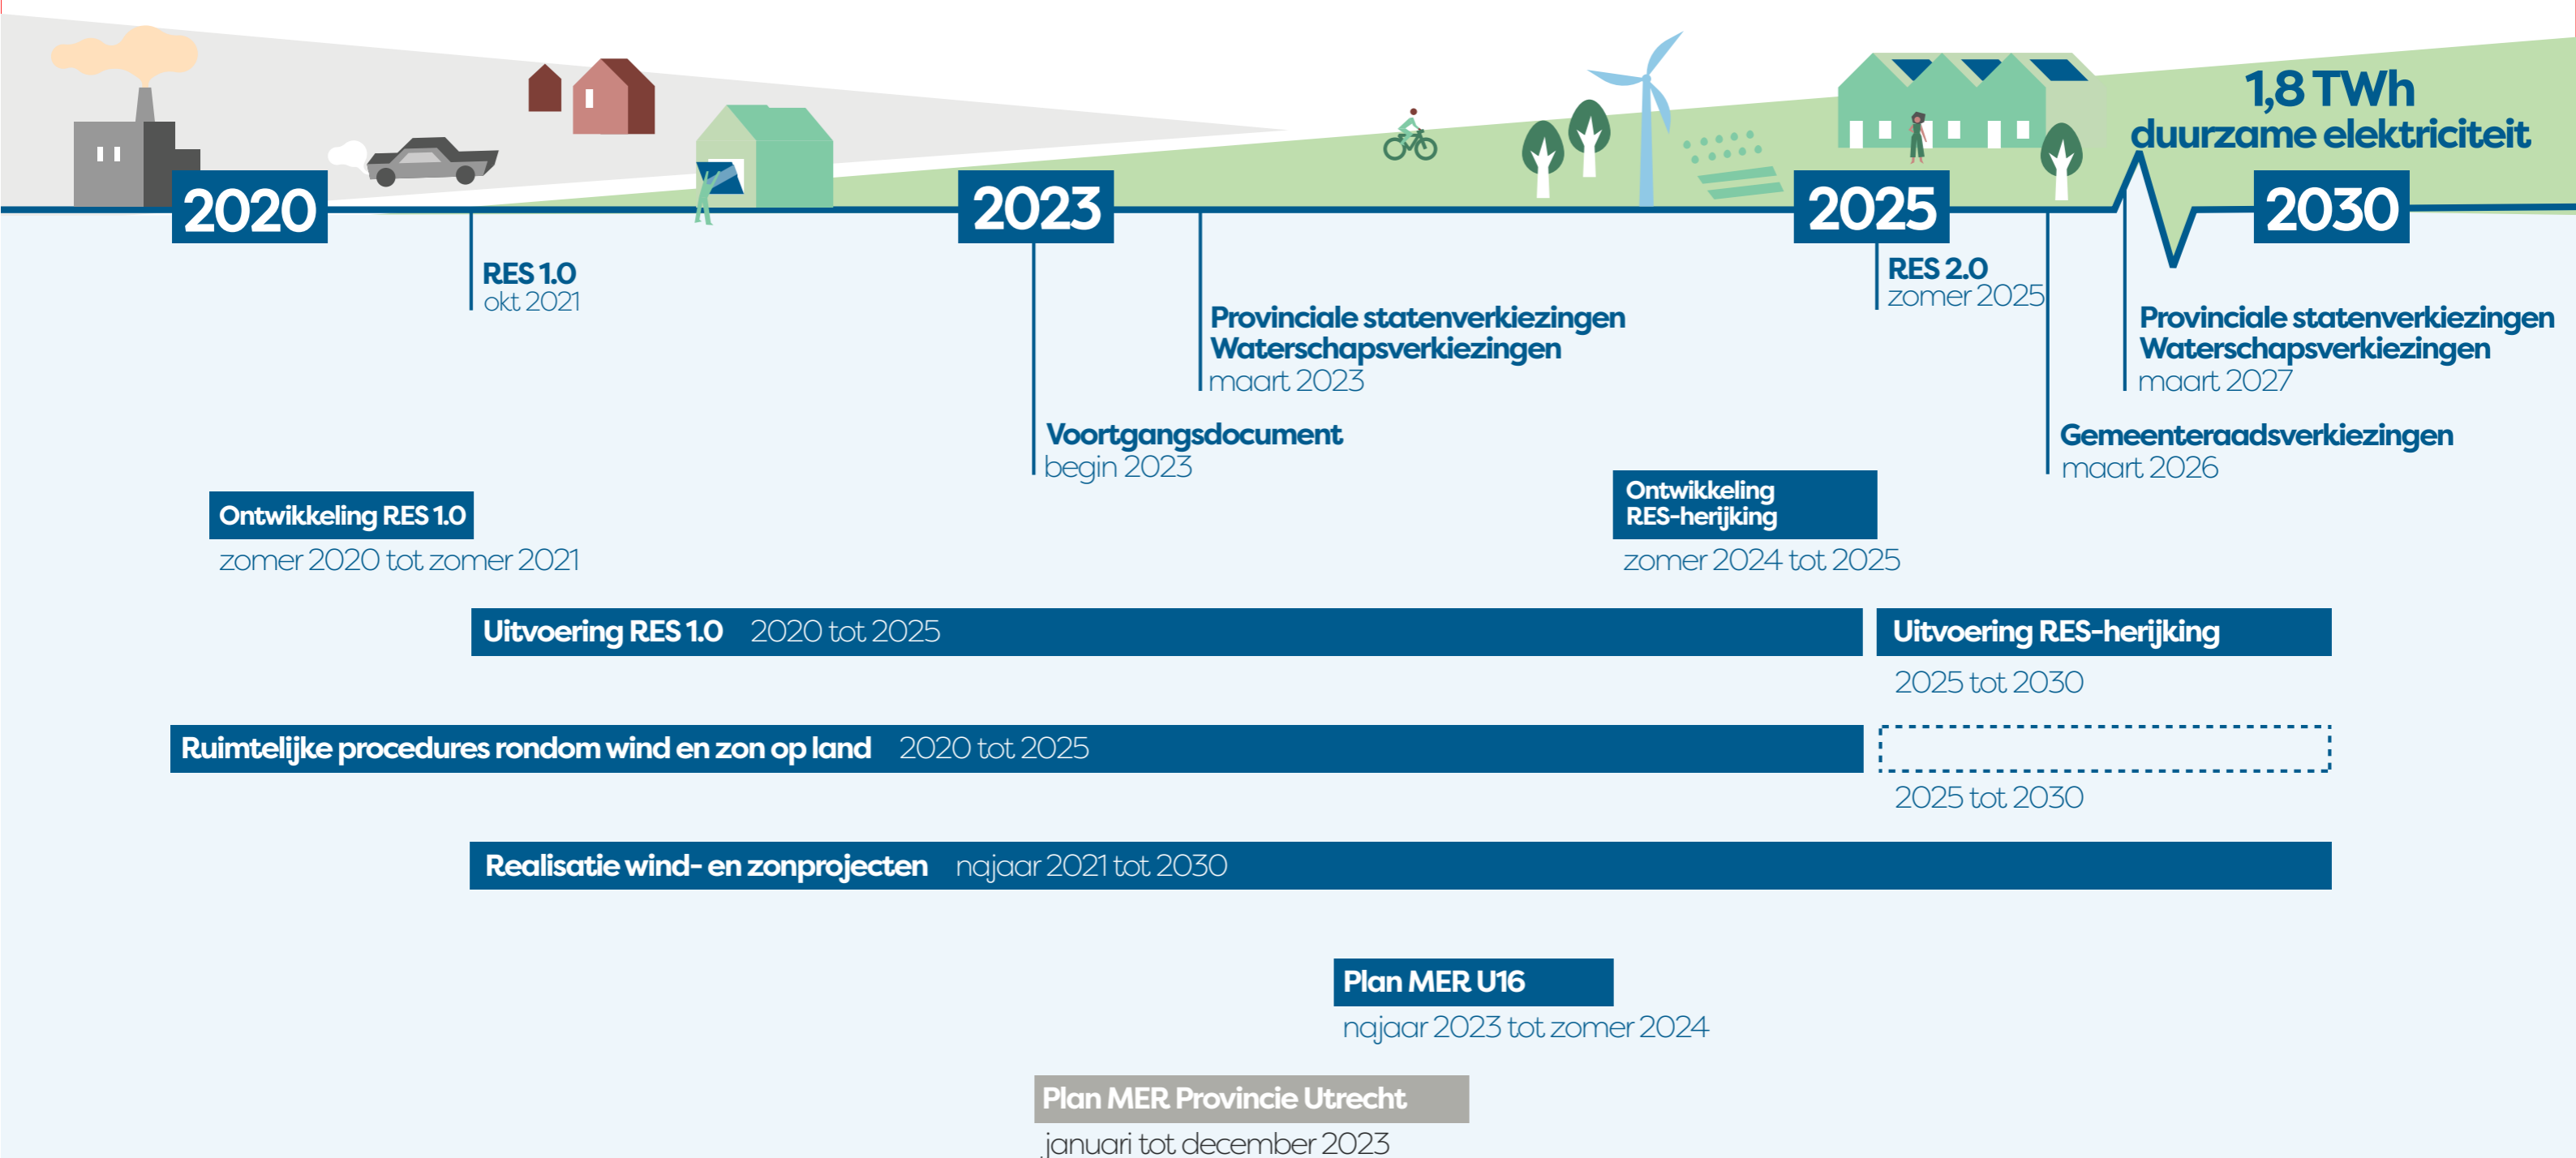 1,8 TWh
duurzame elektriciteit
2020
2023
2025
2030
RES 1.0
okt 2021
Voortgangsdocument
begin 2023
Provinciale statenverkiezingen
Waterschapsverkiezingen
maart 2023
RES 2.0
zomer 2025
Gemeenteraadsverkiezingen
maart 2026
Provinciale statenverkiezingen
Waterschapsverkiezingen
maart 2027
Ontwikkeling RES 1.0
zomer 2020 tot zomer 2021
Ontwikkeling
RES-herijking
zomer 2024 tot 2025
Uitvoering RES 1.0 2020 tot 2025
Uitvoering RES-herijking
2025 tot 2030
Ruimtelijke procedures rondom wind en zon op land 2020 tot 2025
2025 tot 2030
Realisatie wind- en zonprojecten najaar 2021 tot 2030
Plan MER U16
najaar 2023 tot zomer 2024
Plan MER Provincie Utrecht
januari tot december 2023